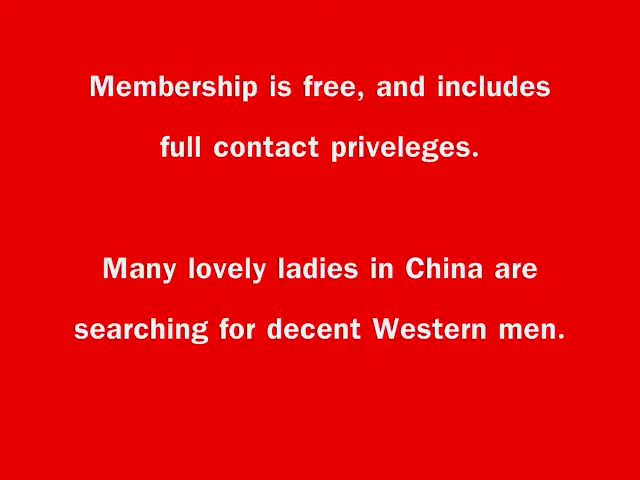 Membership is free, and includes
full contact priveleges.
Many lovely ladies in China are
searching for decent Western men.